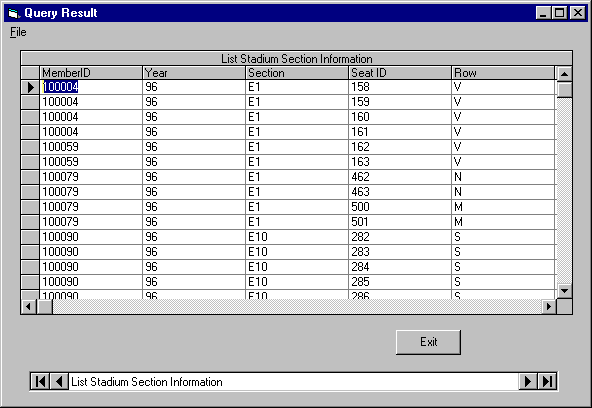 Query Result
File
List Stadium Section Information
MemberID Year Section Seat ID Row
100004 96 E1 158 V
100004 96 E1 159 V
100004 96 E1 160 V
100004 96 E1 161 V
100059 96 E1 162 V
100059 96 E1 163 V
100079 96 E1 462 N
100079 96 E1 463 N
100079 96 E1 500 M
100079 96 E1 501 M
100090 96 E10 282 S
100090 96 E10 283 S
100090 96 E10 284 S
100090 96 E10 285 S
100090 96 E10 286 S
Exit
List Stadium Section Information